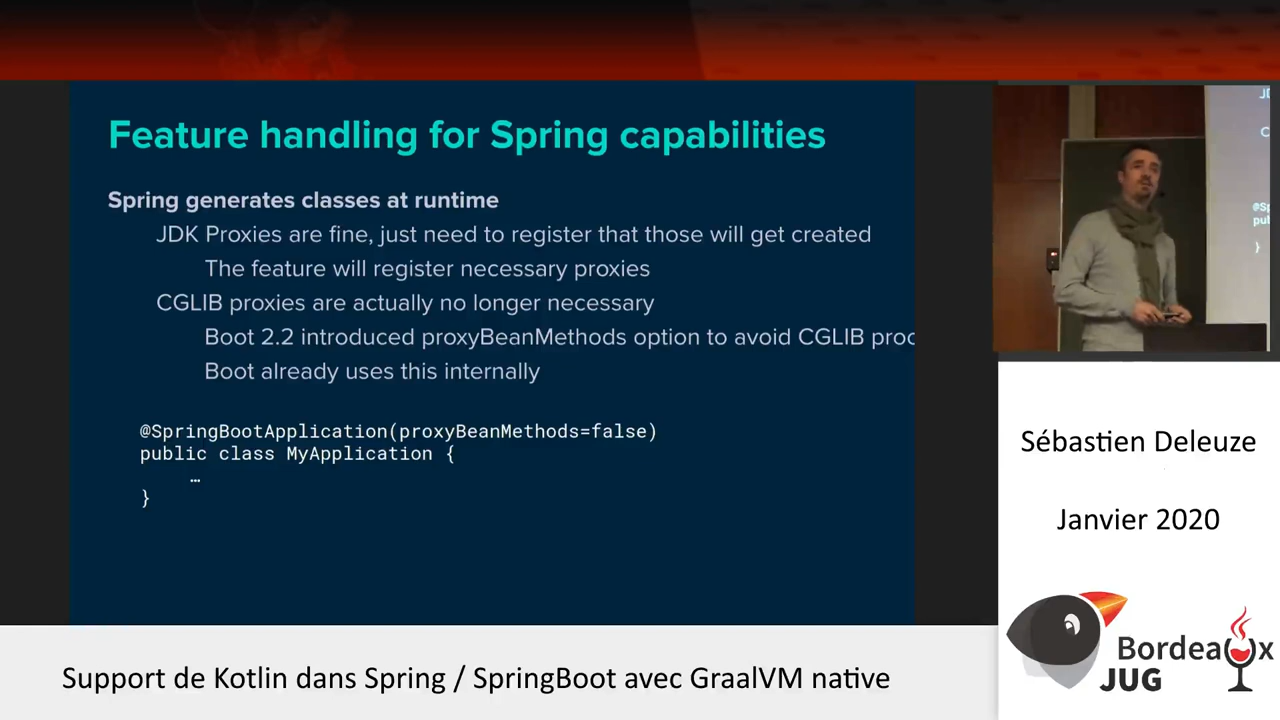 Feature handling for Spring capabilities
Spring generates classes at runtime
JDK Proxies are fine, just need to register that those will get created
The feature will register necessary proxies
CGLIB proxies are actually no longer necessary
Boot 2.2 introduced proxyBeanMethods option to avoid CGLIB proc
Boot already uses this internally
@SpringBootApplication(proxyBeanMethods=false)
public class MyApplication {
…
}
JD
C
@Sp
pub
}
Sébastien Deleuze
Janvier 2020
Bordeaux
JUG
Support de Kotlin dans Spring / SpringBoot avec GraalVM native